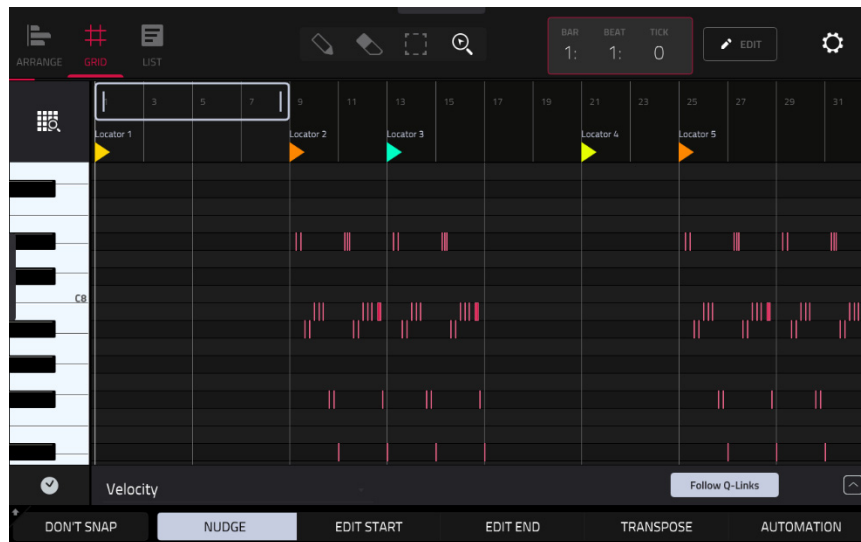 BAR BEAT TICK
1: 1: 0
EDIT
ARRANGE GRID LIST
1 3 5 7 9 11 13 15 17 19 21 23 25 27 29 31
Locator 1 Locator 2 Locator 3 Locator 4 Locator 5
C8
Velocity
Follow Q-Links
DON'T SNAP NUDGE EDIT START EDIT END TRANSPOSE AUTOMATION